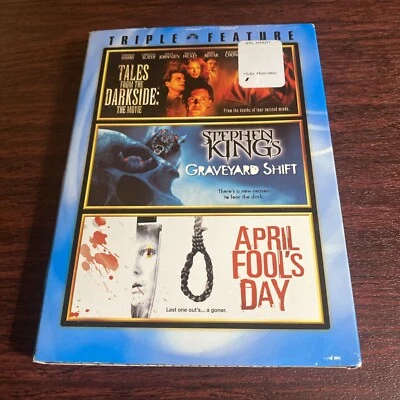 TRIPLE FEATURE
TALES
FROM THE
DARKSIDE:
THE MOVIE
From the depths of four twisted minds...
STEPHEN
KING'S
GRAVEYARD SHIFT
There's a new reason
to fear the dark.
APRIL
FOOL'S
DAY
Last one out's... a goner.